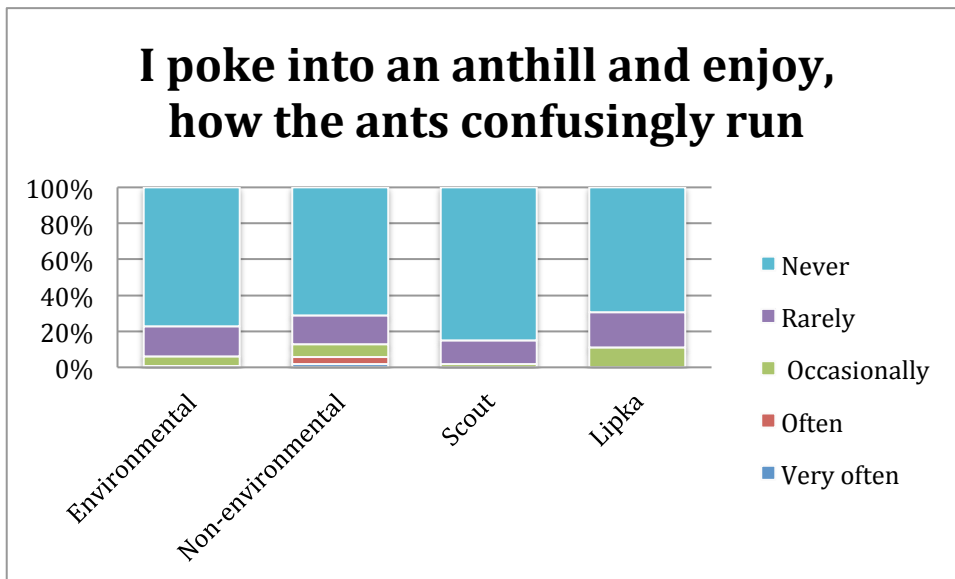 I poke into an anthill and enjoy,
how the ants confusingly run
100%
80%
60%
40%
20%
0%
Environmental
Non-environmental
Scout
Lipka
Never
Rarely
Occasionally
Often
Very often